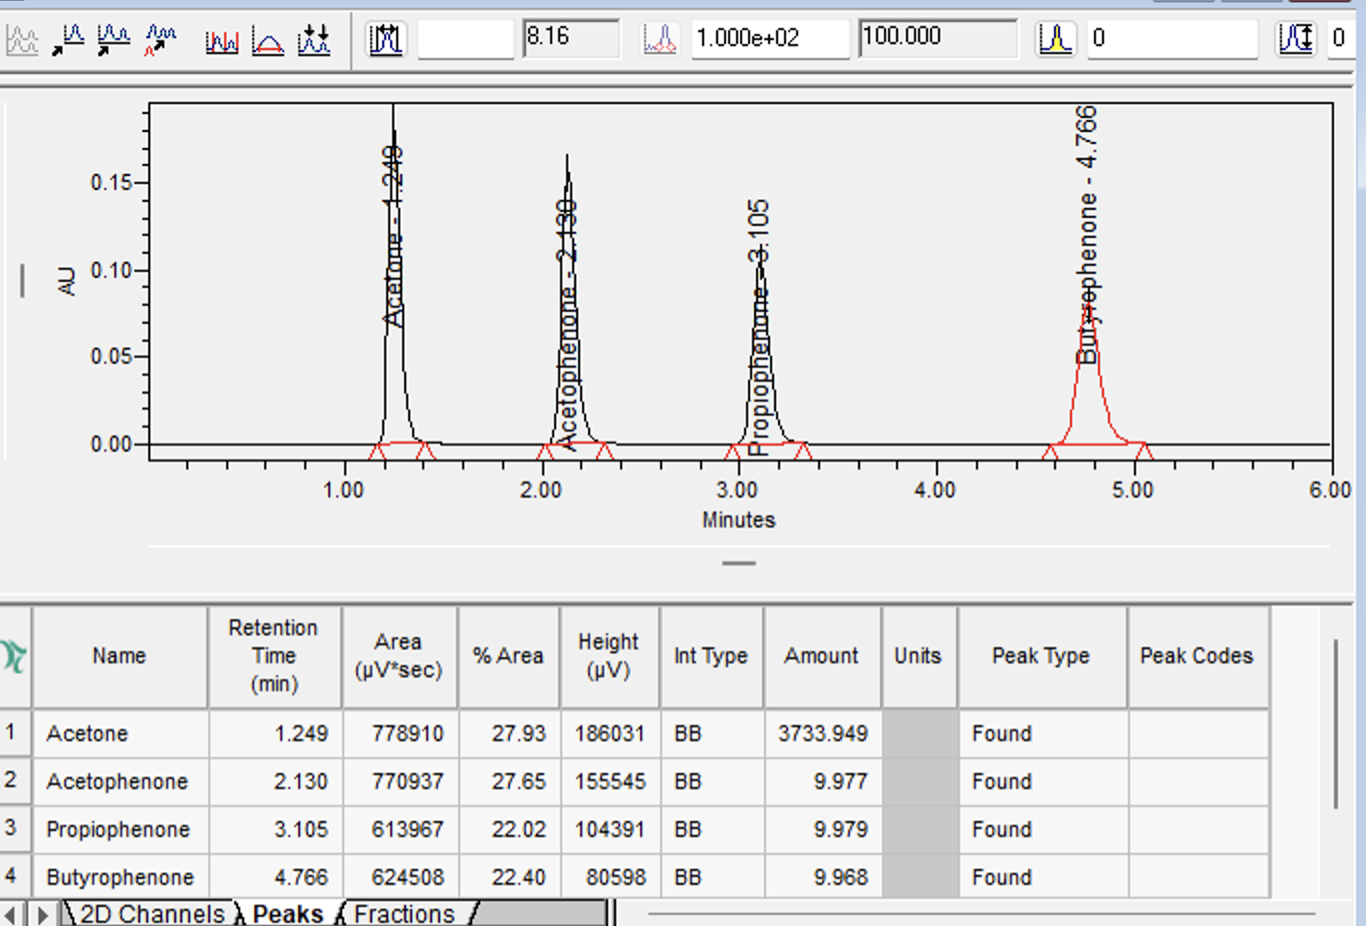 8.16
1.000e+02
100.000
0
0
AU
0.15
0.10
0.05
0.00
Acetone - 1.249
Acetophenone - 2.130
Propiophenone - 3.105
Butyrophenone - 4.766
1.00 2.00 3.00 4.00 5.00 6.00
Minutes
Name Retention Time (min) Area (µV*sec) % Area Height (µV) Int Type Amount Units Peak Type Peak Codes
1 Acetone 1.249 778910 27.93 186031 BB 3733.949 Found
2 Acetophenone 2.130 770937 27.65 155545 BB 9.977 Found
3 Propiophenone 3.105 613967 22.02 104391 BB 9.979 Found
4 Butyrophenone 4.766 624508 22.40 80598 BB 9.968 Found
2D Channels Peaks Fractions